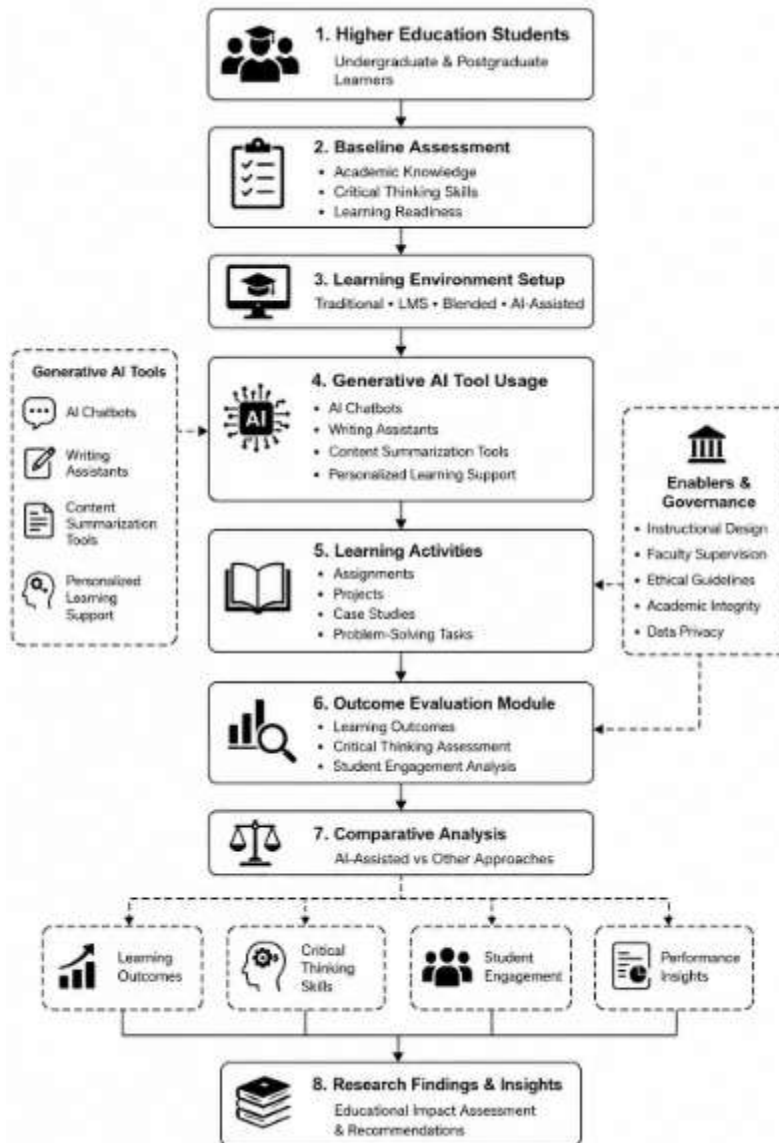 1. Higher Education Students
Undergraduate & Postgraduate
Learners
2. Baseline Assessment
• Academic Knowledge
• Critical Thinking Skills
• Learning Readiness
3. Learning Environment Setup
Traditional • LMS • Blended • AI-Assisted
Generative AI Tools
AI Chatbots
Writing
Assistants
Content
Summarization
Tools
Personalized
Learning
Support
AI
4. Generative AI Tool Usage
• AI Chatbots
• Writing Assistants
• Content Summarization Tools
• Personalized Learning Support
Enablers &
Governance
• Instructional Design
• Faculty Supervision
• Ethical Guidelines
• Academic Integrity
• Data Privacy
5. Learning Activities
• Assignments
• Projects
• Case Studies
• Problem-Solving Tasks
6. Outcome Evaluation Module
• Learning Outcomes
• Critical Thinking Assessment
• Student Engagement Analysis
7. Comparative Analysis
AI-Assisted vs Other Approaches
Learning
Outcomes
Critical
Thinking
Skills
Student
Engagement
Performance
Insights
8. Research Findings & Insights
Educational Impact Assessment
& Recommendations